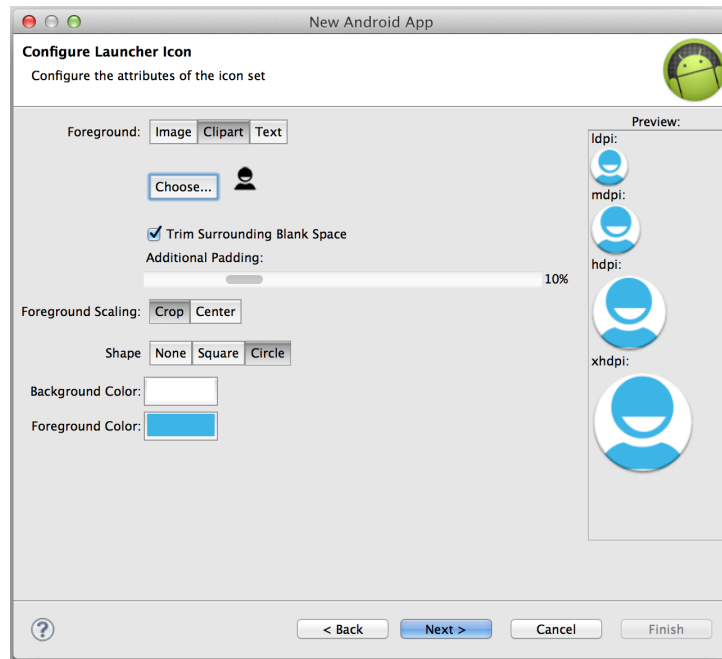 New Android App
Configure Launcher Icon
Configure the attributes of the icon set
Foreground: Image Clipart Text
Choose...
Trim Surrounding Blank Space
Additional Padding:
10%
Foreground Scaling: Crop Center
Shape None Square Circle
Background Color:
Foreground Color:
Preview:
ldpi:
mdpi:
hdpi:
xhdpi:
? < Back Next > Cancel Finish